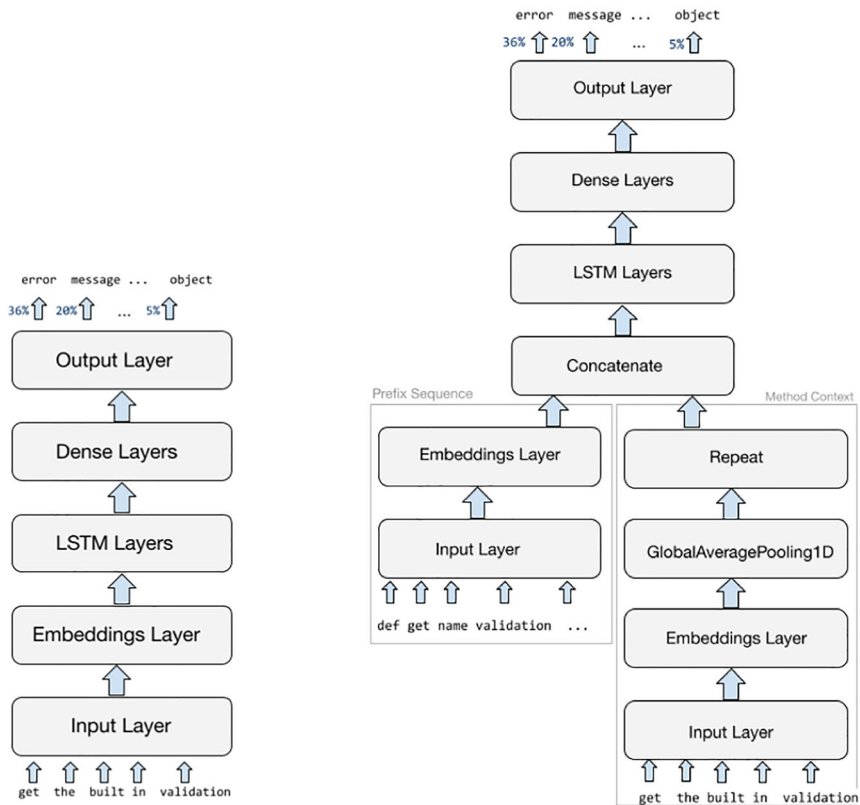 error message ... object
36% 20% ... 5%
Output Layer
Dense Layers
LSTM Layers
Embeddings Layer
Input Layer
get the built in validation
error message ... object
36% 20% ... 5%
Output Layer
Dense Layers
LSTM Layers
Concatenate
Prefix Sequence
Embeddings Layer
Input Layer
def get name validation ...
Method Context
Repeat
GlobalAveragePooling1D
Embeddings Layer
Input Layer
get the built in validation